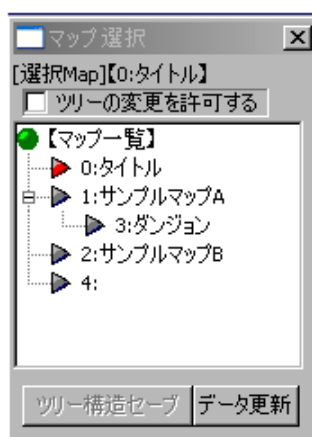 マップ選択
[選択Map]【0:タイトル】
ツリーの変更を許可する
【マップ一覧】
0:タイトル
1:サンプルマップA
3:ダンジョン
2:サンプルマップB
4:
ツリー構造セーブ データ更新